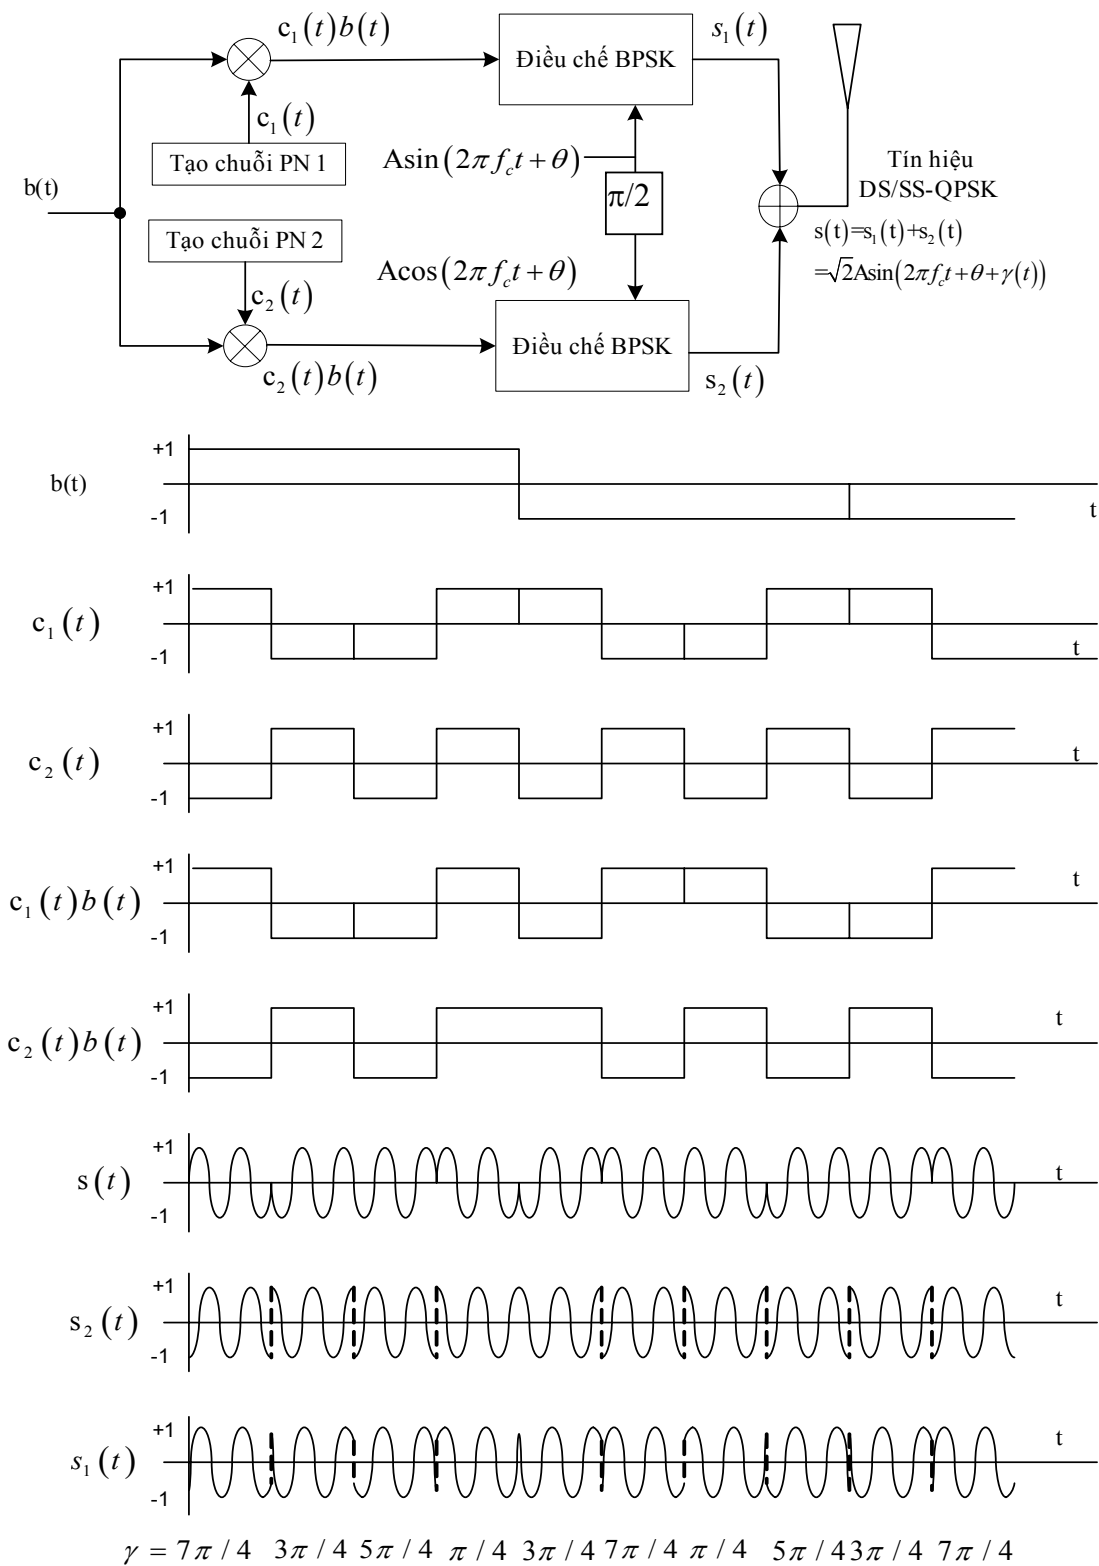 c₁(t)b(t)
s₁(t)
Điều chế BPSK
c₁(t)
Tạo chuỗi PN 1
Asin(2πf_c t + θ)
π/2
Tín hiệu
DS/SS-QPSK
s(t)=s₁(t)+s₂(t)
=√2Asin(2πf_c t+θ+γ(t))
b(t)
Tạo chuỗi PN 2
c₂(t)
Acos(2πf_c t + θ)
Điều chế BPSK
c₂(t)b(t)
s₂(t)
+1
b(t)
-1
t
+1
c₁(t)
-1
t
+1
c₂(t)
-1
t
+1
c₁(t)b(t)
-1
t
+1
c₂(t)b(t)
-1
t
+1
s(t)
-1
t
+1
s₂(t)
-1
t
+1
s₁(t)
-1
t
γ = 7π / 4 3π / 4 5π / 4 π / 4 3π / 4 7π / 4 π / 4 5π / 4 3π / 4 7π / 4